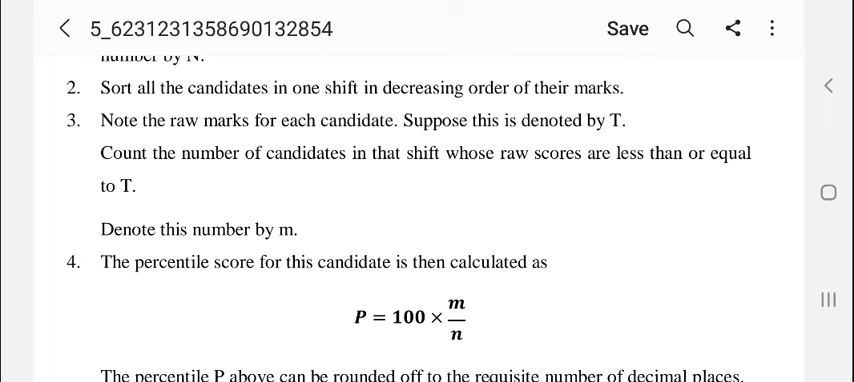 5_6231231358690132854
Save
number by N.
2. Sort all the candidates in one shift in decreasing order of their marks.
3. Note the raw marks for each candidate. Suppose this is denoted by T.
Count the number of candidates in that shift whose raw scores are less than or equal
to T.
Denote this number by m.
4. The percentile score for this candidate is then calculated as
P = 100 × m/n
The percentile P above can be rounded off to the requisite number of decimal places.